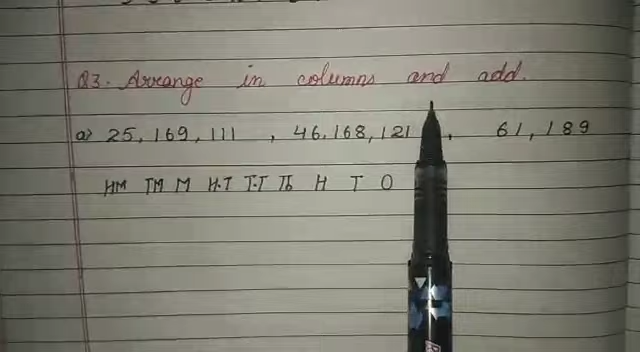 Q3. Arrange in columns and add.
a) 25,169,111 , 46,168,121 , 61,189
HM TM M H.T T.T Th H T O